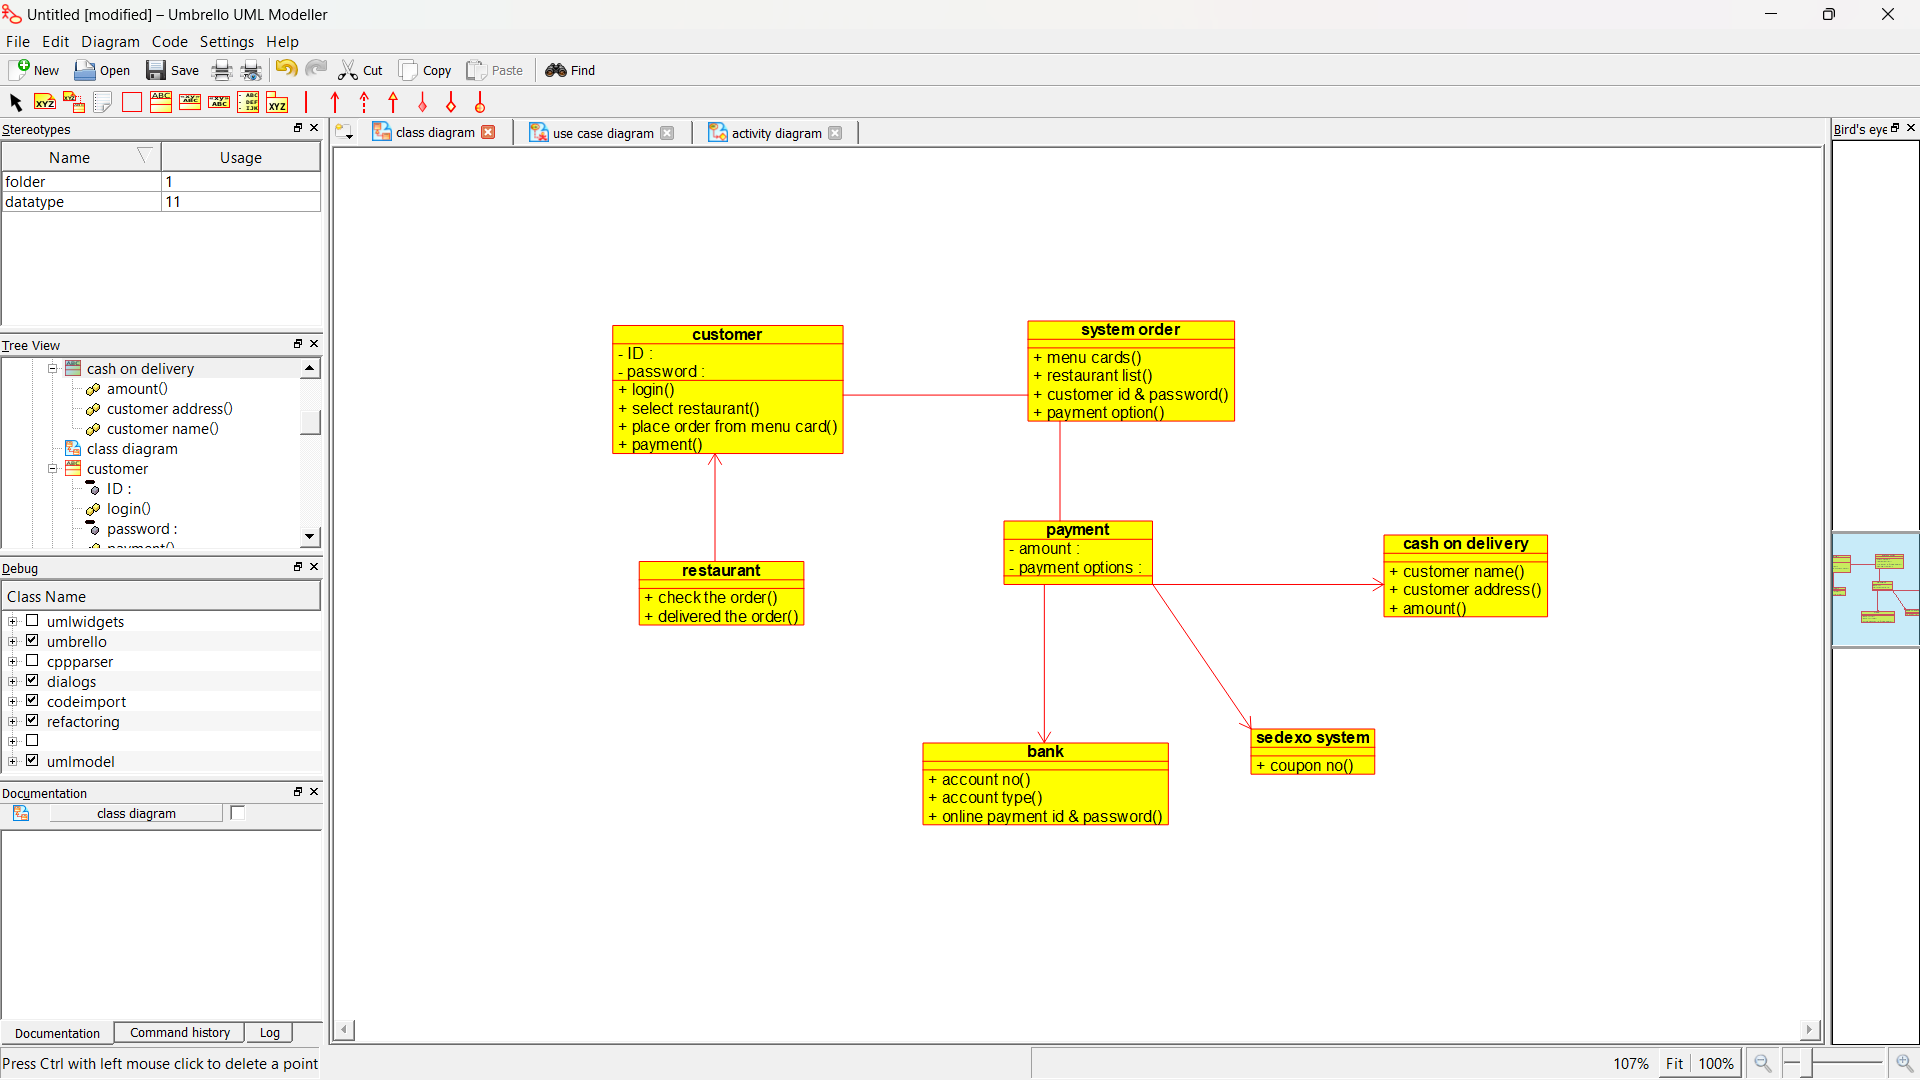 Untitled [modified] – Umbrello UML Modeller
File Edit Diagram Code Settings Help
New Open Save Cut Copy Paste Find
Stereotypes
Name Usage
folder 1
datatype 11
Tree View
cash on delivery
amount()
customer address()
customer name()
class diagram
customer
ID :
login()
password :
payment()
Debug
Class Name
umlwidgets
umbrello
cppparser
dialogs
codeimport
refactoring
umlmodel
Documentation
class diagram
Documentation Command history Log
Press Ctrl with left mouse click to delete a point
class diagram use case diagram activity diagram
customer
- ID :
- password :
+ login()
+ select restaurant()
+ place order from menu card()
+ payment()
system order
+ menu cards()
+ restaurant list()
+ customer id & password()
+ payment option()
restaurant
+ check the order()
+ delivered the order()
payment
- amount :
- payment options :
cash on delivery
+ customer name()
+ customer address()
+ amount()
bank
+ account no()
+ account type()
+ online payment id & password()
sedexo system
+ coupon no()
Bird's eye
107% Fit 100%